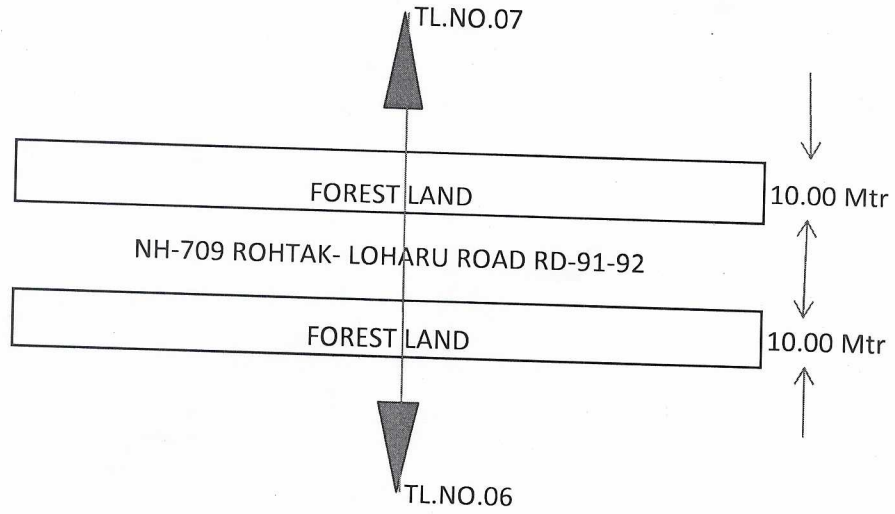 TL.NO.07
FOREST LAND
10.00 Mtr
NH-709 ROHTAK- LOHARU ROAD RD-91-92
FOREST LAND
10.00 Mtr
TL.NO.06